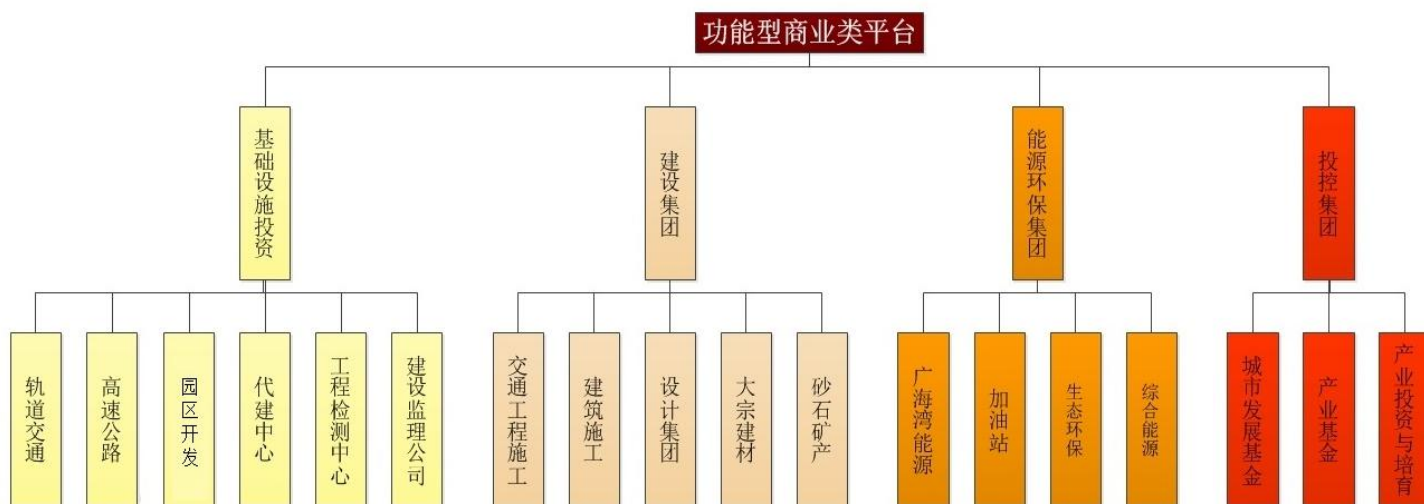 功能型商业类平台
基础设施投资
建设集团
能源环保集团
投控集团
轨道交通
高速公路
园区开发
代建中心
工程检测中心
建设监理公司
交通工程施工
建筑施工
设计集团
大宗建材
砂石矿产
广海湾能源
加油站
生态环保
综合能源
城市发展基金
产业基金
产业投资与培育